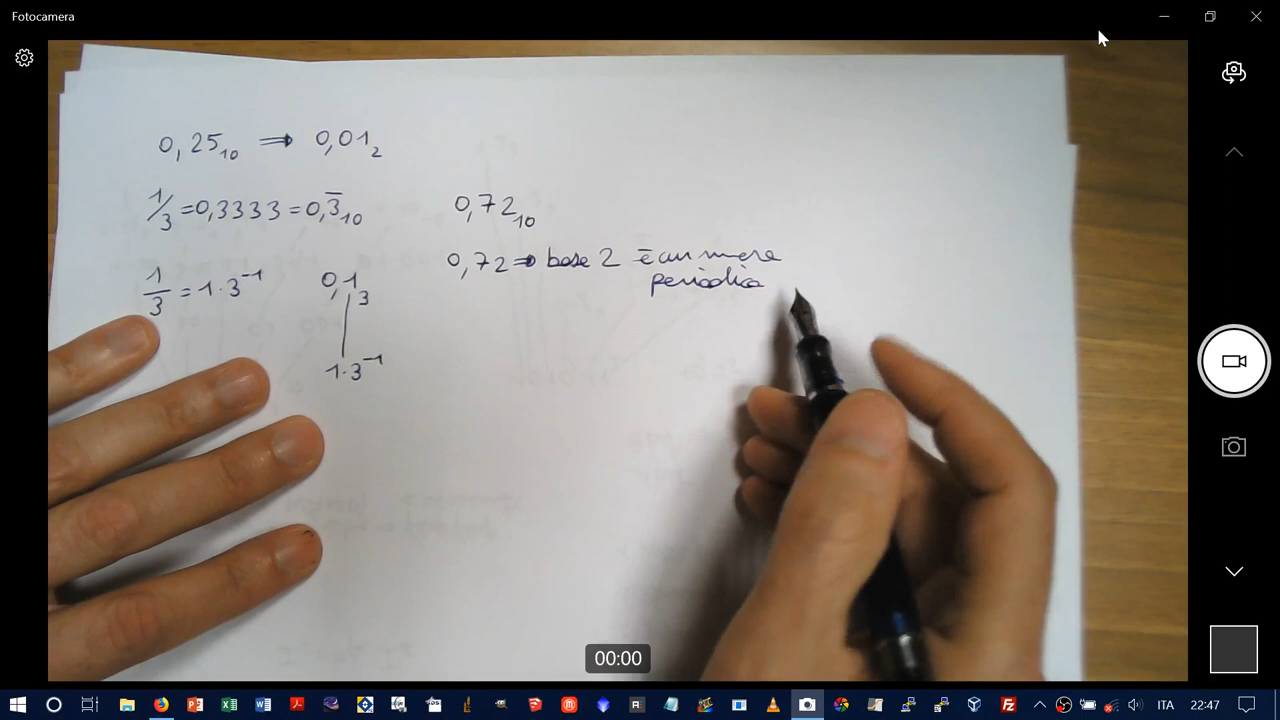 Fotocamera
0,25₁₀ ⇒ 0,01₂
1/3 = 0,3333 = 0,3̅₁₀
0,72₁₀
0,72 ⇒ base 2 è un numero
periodico
1/3 = 1·3⁻¹
0,1₃
1·3⁻¹
00:00
ITA
22:47